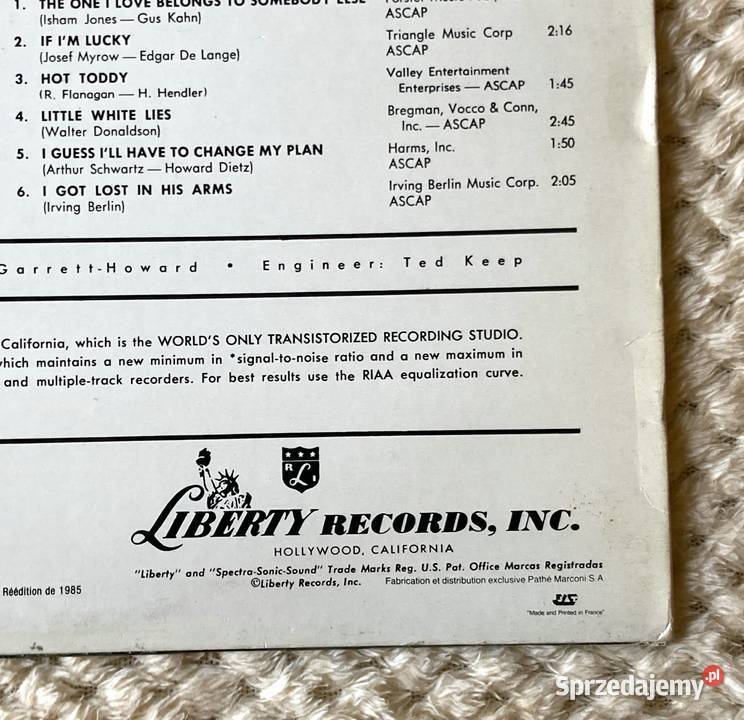 1. THE ONE I LOVE BELONGS TO SOMEBODY ELSE
(Isham Jones — Gus Kahn)
ASCAP
2. IF I'M LUCKY
(Josef Myrow — Edgar De Lange)
Triangle Music Corp 2:16
ASCAP
3. HOT TODDY
(R. Flanagan — H. Hendler)
Valley Entertainment
Enterprises — ASCAP 1:45
4. LITTLE WHITE LIES
(Walter Donaldson)
Bregman, Vocco & Conn,
Inc. — ASCAP 2:45
5. I GUESS I'LL HAVE TO CHANGE MY PLAN
(Arthur Schwartz — Howard Dietz)
Harms, Inc. 1:50
ASCAP
6. I GOT LOST IN HIS ARMS
(Irving Berlin)
Irving Berlin Music Corp. 2:05
ASCAP
Garrett-Howard • Engineer: Ted Keep
California, which is the WORLD'S ONLY TRANSISTORIZED RECORDING STUDIO.
which maintains a new minimum in *signal-to-noise ratio and a new maximum in
and multiple-track recorders. For best results use the RIAA equalization curve.
R L I
LIBERTY RECORDS, INC.
HOLLYWOOD, CALIFORNIA
"Liberty" and "Spectra-Sonic-Sound" Trade Marks Reg. U.S. Pat. Office Marcas Registradas
©Liberty Records, Inc. Fabrication et distribution exclusive Pathé Marconi S A
Réédition de 1985
"Made and Printed in France"
Sprzedajemy.pl